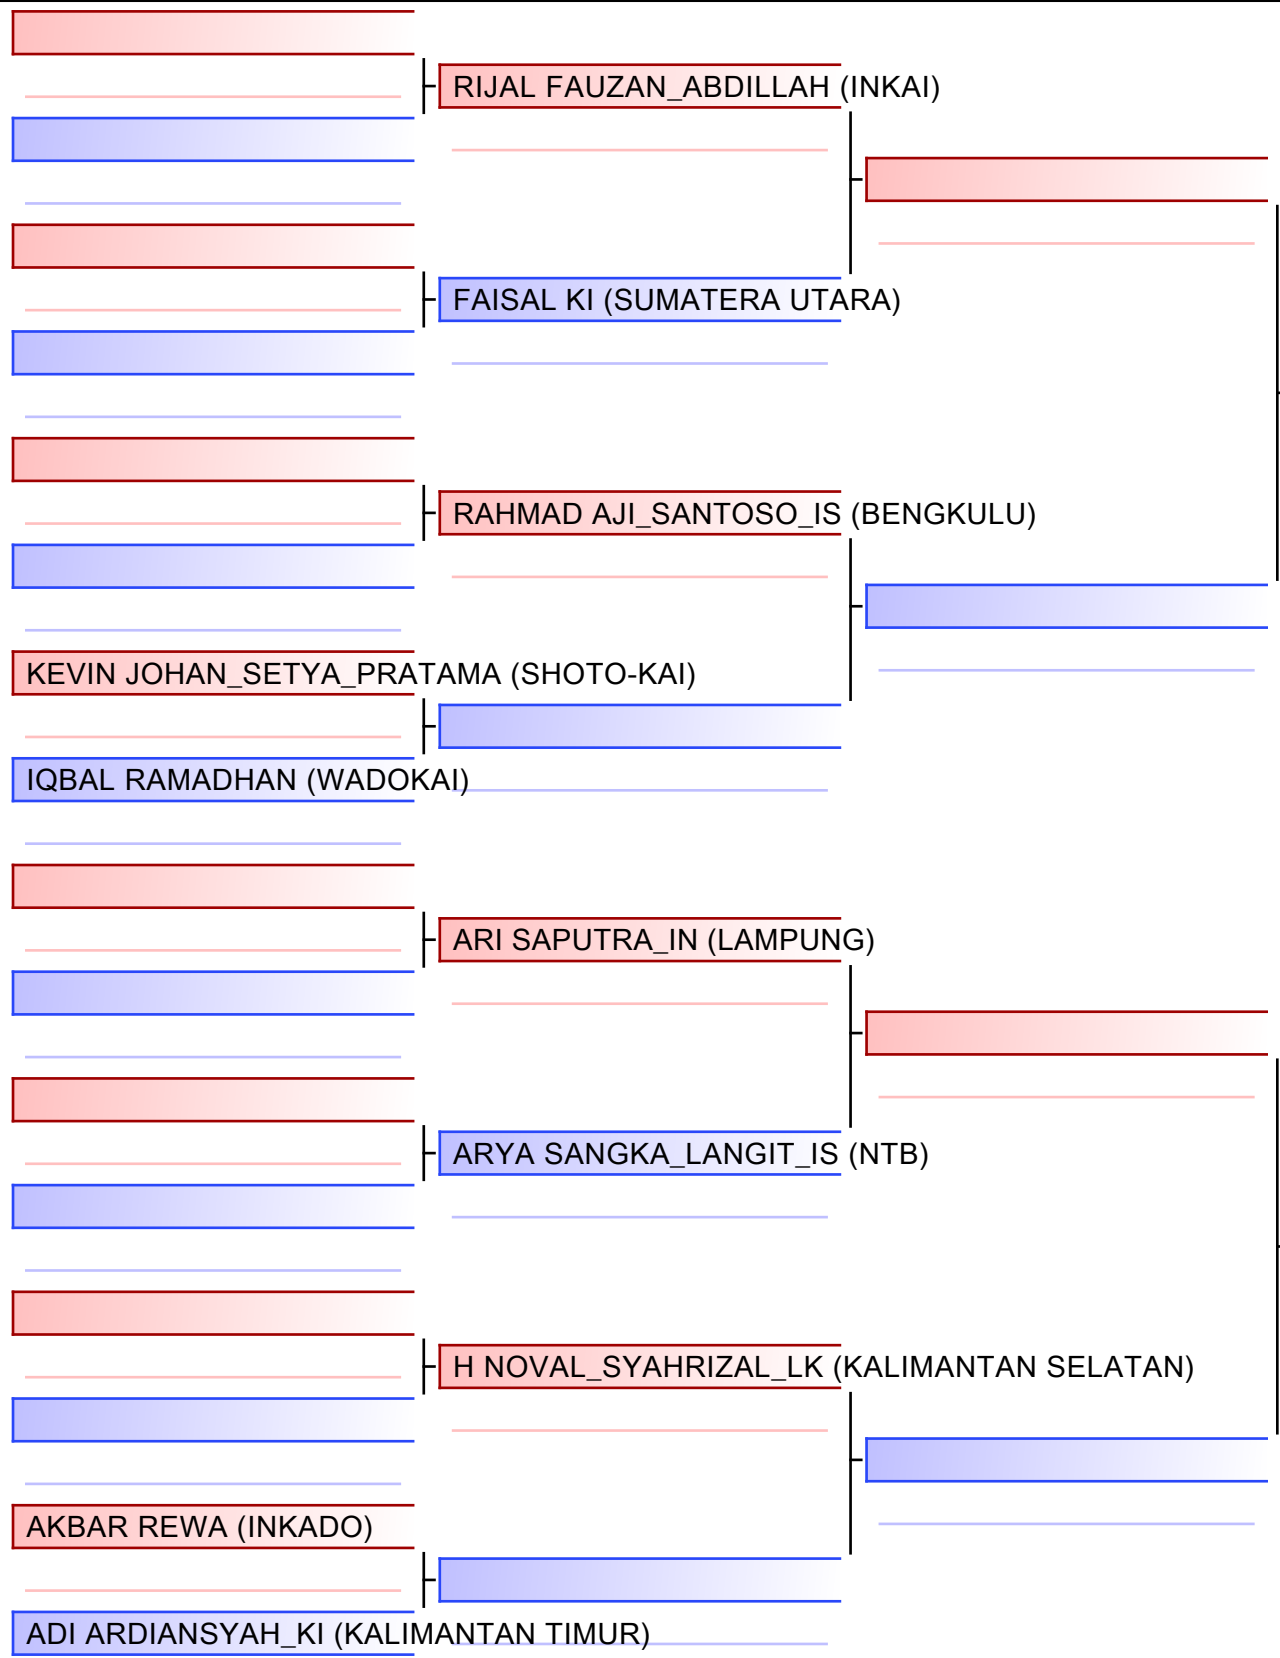 RIJAL FAUZAN_ABDILLAH (INKAI)
FAISAL KI (SUMATERA UTARA)
RAHMAD AJI_SANTOSO_IS (BENGKULU)
KEVIN JOHAN_SETYA_PRATAMA (SHOTO-KAI)
IQBAL RAMADHAN (WADOKAI)
ARI SAPUTRA_IN (LAMPUNG)
ARYA SANGKA_LANGIT_IS (NTB)
H NOVAL_SYAHRIZAL_LK (KALIMANTAN SELATAN)
AKBAR REWA (INKADO)
ADI ARDIANSYAH_KI (KALIMANTAN TIMUR)